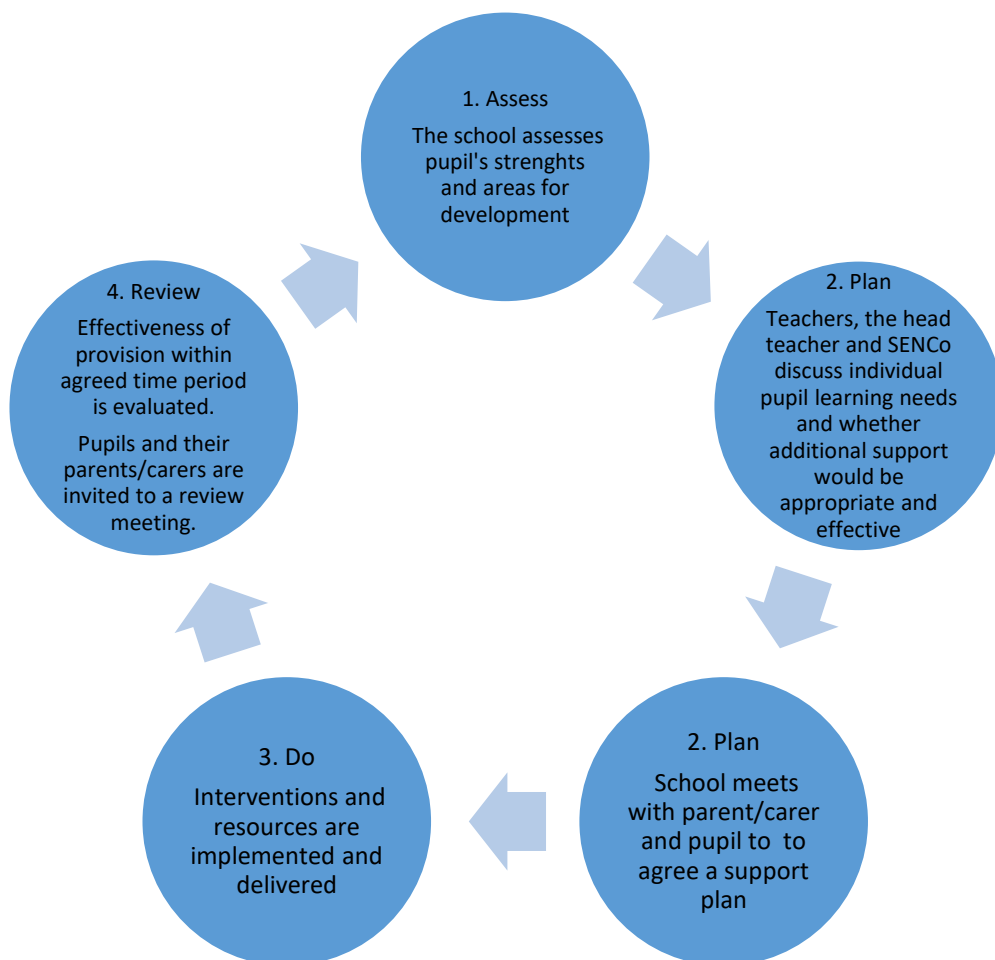 1. Assess
The school assesses
pupil's strenghts
and areas for
development
2. Plan
Teachers, the head
teacher and SENCo
discuss individual
pupil learning needs
and whether
additional support
would be
appropriate and
effective
2. Plan
School meets
with parent/carer
and pupil to  to
agree a support
plan
3. Do
Interventions and
resources are
implemented and
delivered
4. Review
Effectiveness of
provision within
agreed time period
is evaluated.
Pupils and their
parents/carers are
invited to a review
meeting.